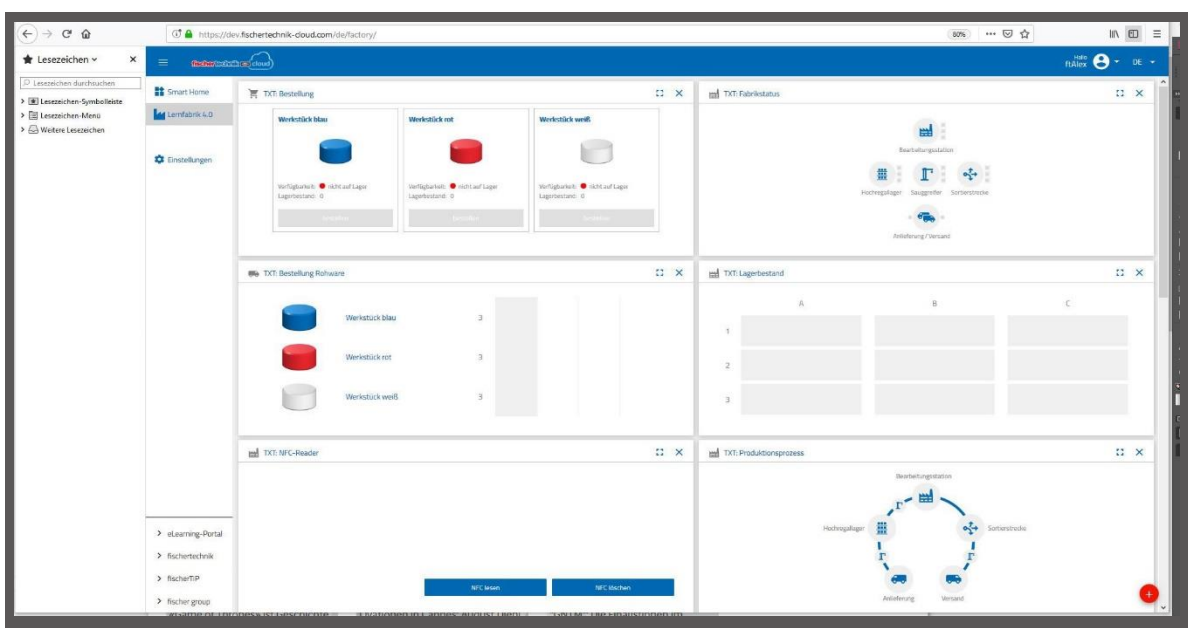 https://dev.fischertechnik-cloud.com/de/factory/
80%
Lesezeichen
Lesezeichen durchsuchen
Lesezeichen-Symbolleiste
Lesezeichen-Menü
Weitere Lesezeichen
fischertechnik cloud
Hallo
ftAlex
DE
Smart Home
Lernfabrik 4.0
Einstellungen
eLearning-Portal
fischertechnik
fischerTiP
fischer group
TXT: Bestellung
Werkstück blau
Werkstück rot
Werkstück weiß
Verfügbarkeit: nicht auf Lager
Lagerbestand: 0
Verfügbarkeit: nicht auf Lager
Lagerbestand: 0
Verfügbarkeit: nicht auf Lager
Lagerbestand: 0
TXT: Fabrikstatus
Bearbeitungsstation
Hochregallager
Sauggreifer
Sortierstrecke
Anlieferung / Versand
TXT: Bestellung Rohware
Werkstück blau 3
Werkstück rot 3
Werkstück weiß 3
TXT: Lagerbestand
A B C
1
2
3
TXT: NFC-Reader
NFC lesen
NFC löschen
TXT: Produktionsprozess
Bearbeitungsstation
Hochregallager
Sortierstrecke
Anlieferung
Versand